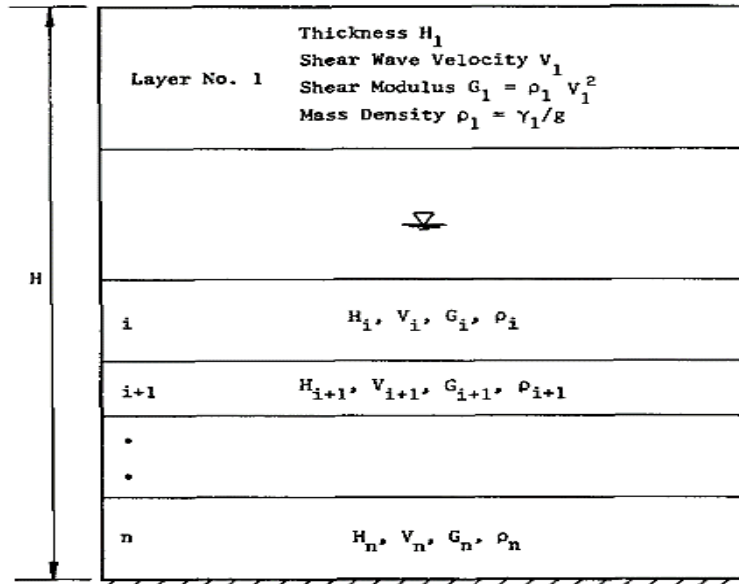 Thickness H₁
Shear Wave Velocity V₁
Layer No. 1
Shear Modulus G₁ = ρ₁ V₁²
Mass Density ρ₁ = γ₁/g
H
i Hᵢ, Vᵢ, Gᵢ, ρᵢ
i+1 Hᵢ₊₁, Vᵢ₊₁, Gᵢ₊₁, ρᵢ₊₁
•
•
n Hₙ, Vₙ, Gₙ, ρₙ